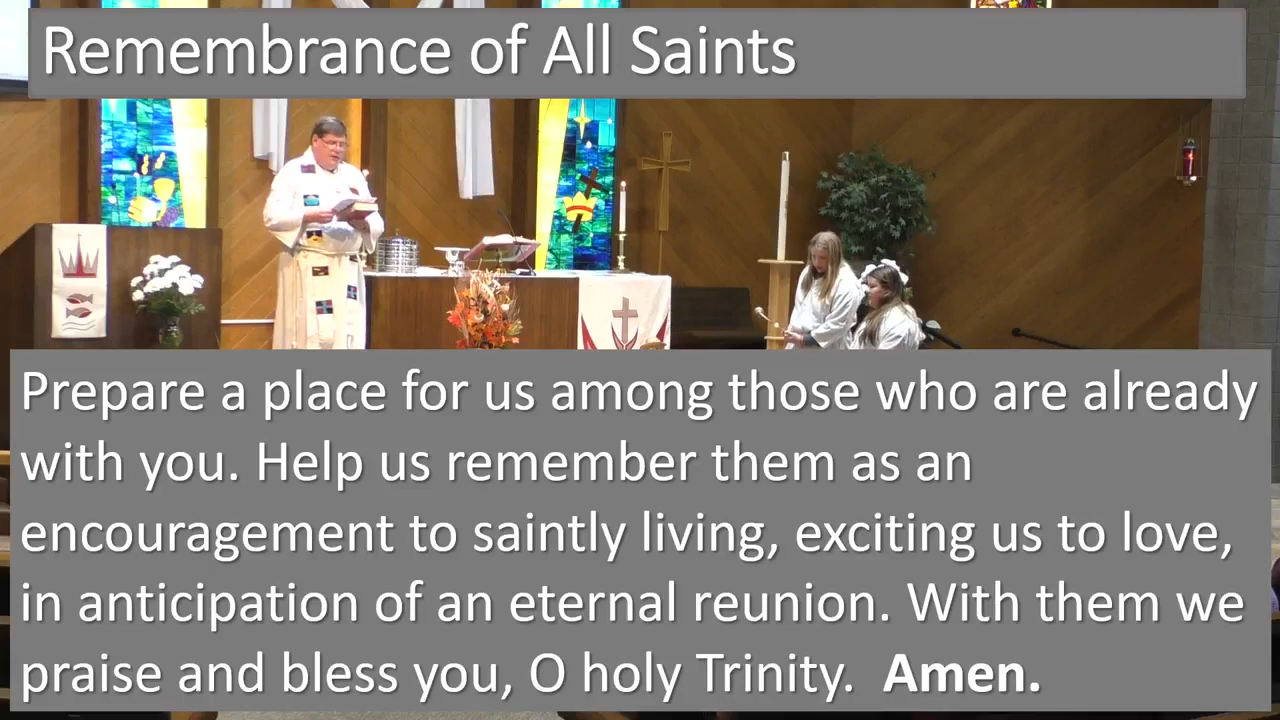 Remembrance of All Saints
Prepare a place for us among those who are already
with you. Help us remember them as an
encouragement to saintly living, exciting us to love,
in anticipation of an eternal reunion. With them we
praise and bless you, O holy Trinity.  Amen.